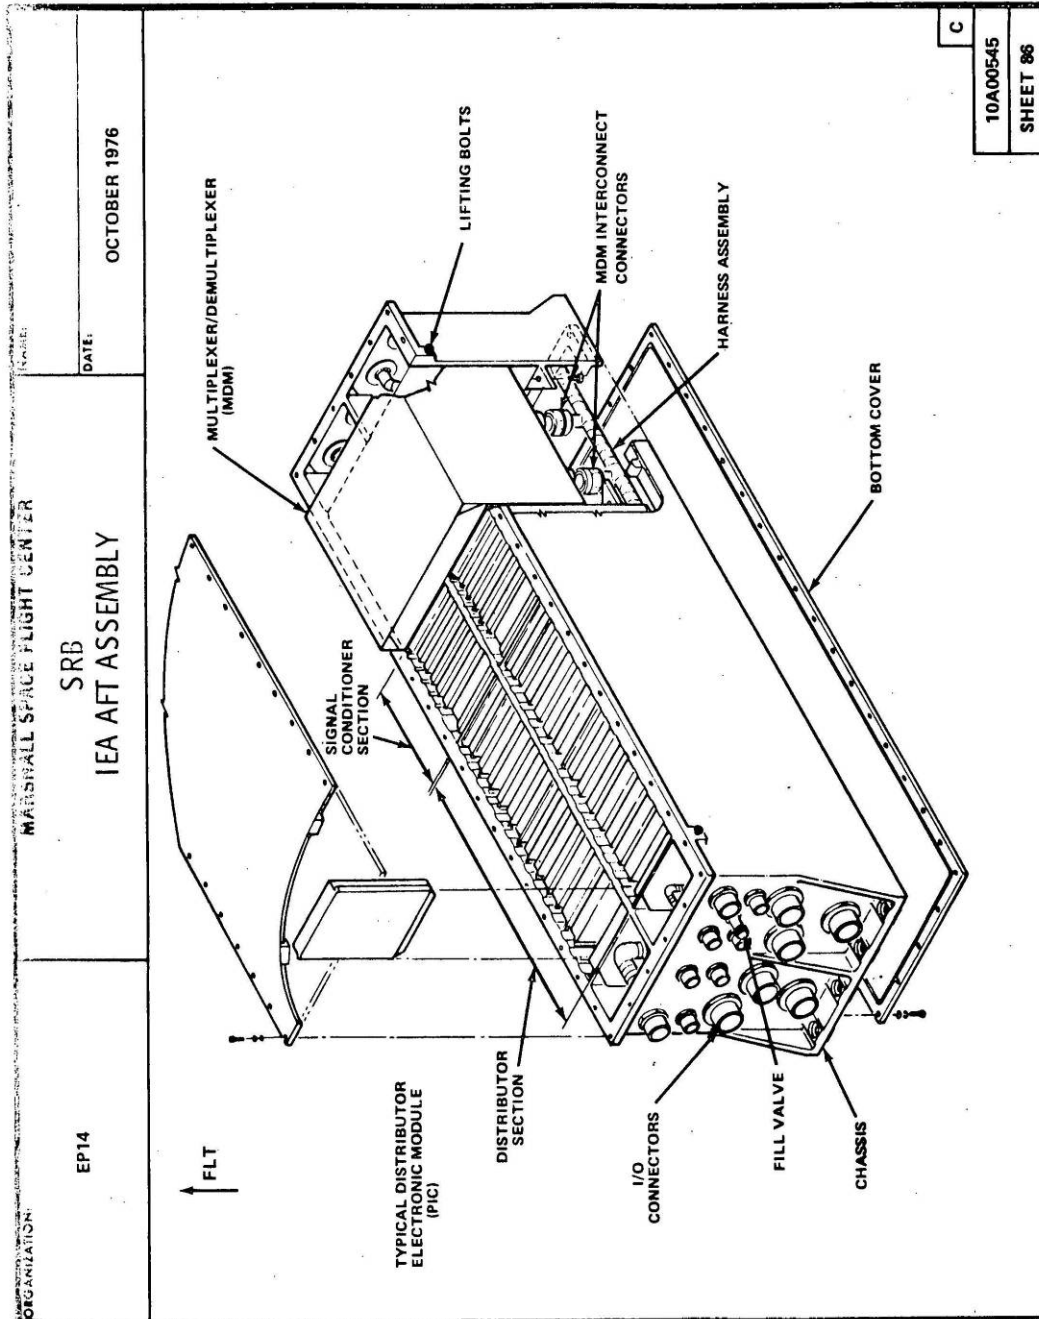 ORGANIZATION:
EP14
MARSHALL SPACE FLIGHT CENTER
SRB
IEA AFT ASSEMBLY
NAME:
DATE:
OCTOBER 1976
FLT
MULTIPLEXER/DEMULTIPLEXER
(MDM)
LIFTING BOLTS
SIGNAL
CONDITIONER
SECTION
MDM INTERCONNECT
CONNECTORS
HARNESS ASSEMBLY
TYPICAL DISTRIBUTOR
ELECTRONIC MODULE
(PIC)
DISTRIBUTOR
SECTION
I/O
CONNECTORS
FILL VALVE
CHASSIS
BOTTOM COVER
C
10A00545
SHEET 86